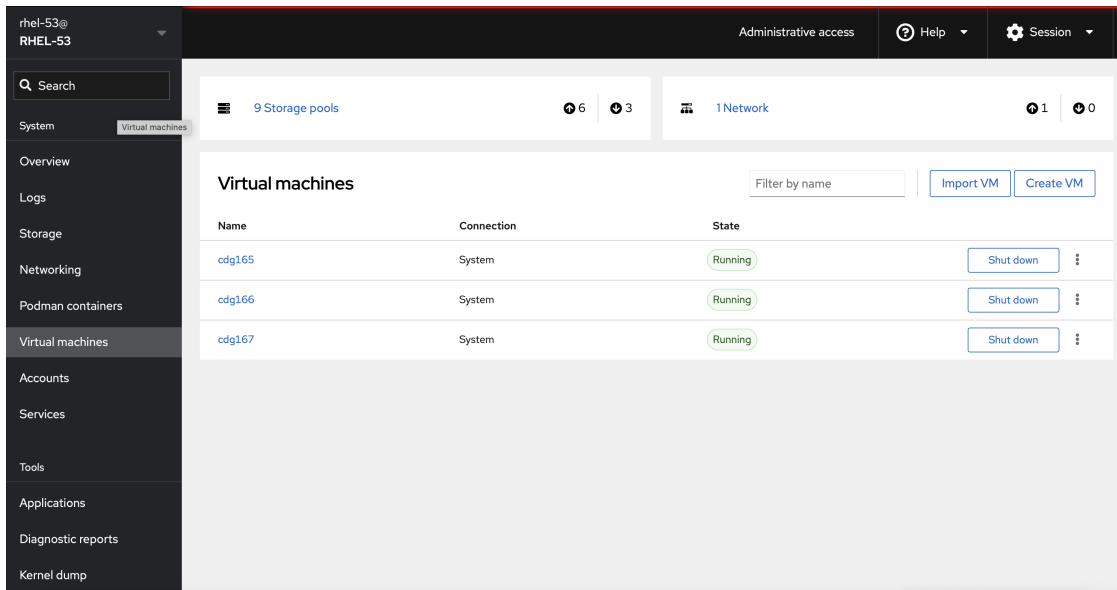 rhel-53@
RHEL-53
Administrative access
Help
Session
Search
System
Virtual machines
Overview
Logs
Storage
Networking
Podman containers
Virtual machines
Accounts
Services
Tools
Applications
Diagnostic reports
Kernel dump
9 Storage pools 6 3
1 Network 1 0
Virtual machines
Filter by name
Import VM
Create VM
Name Connection State
cdg165 System Running Shut down
cdg166 System Running Shut down
cdg167 System Running Shut down